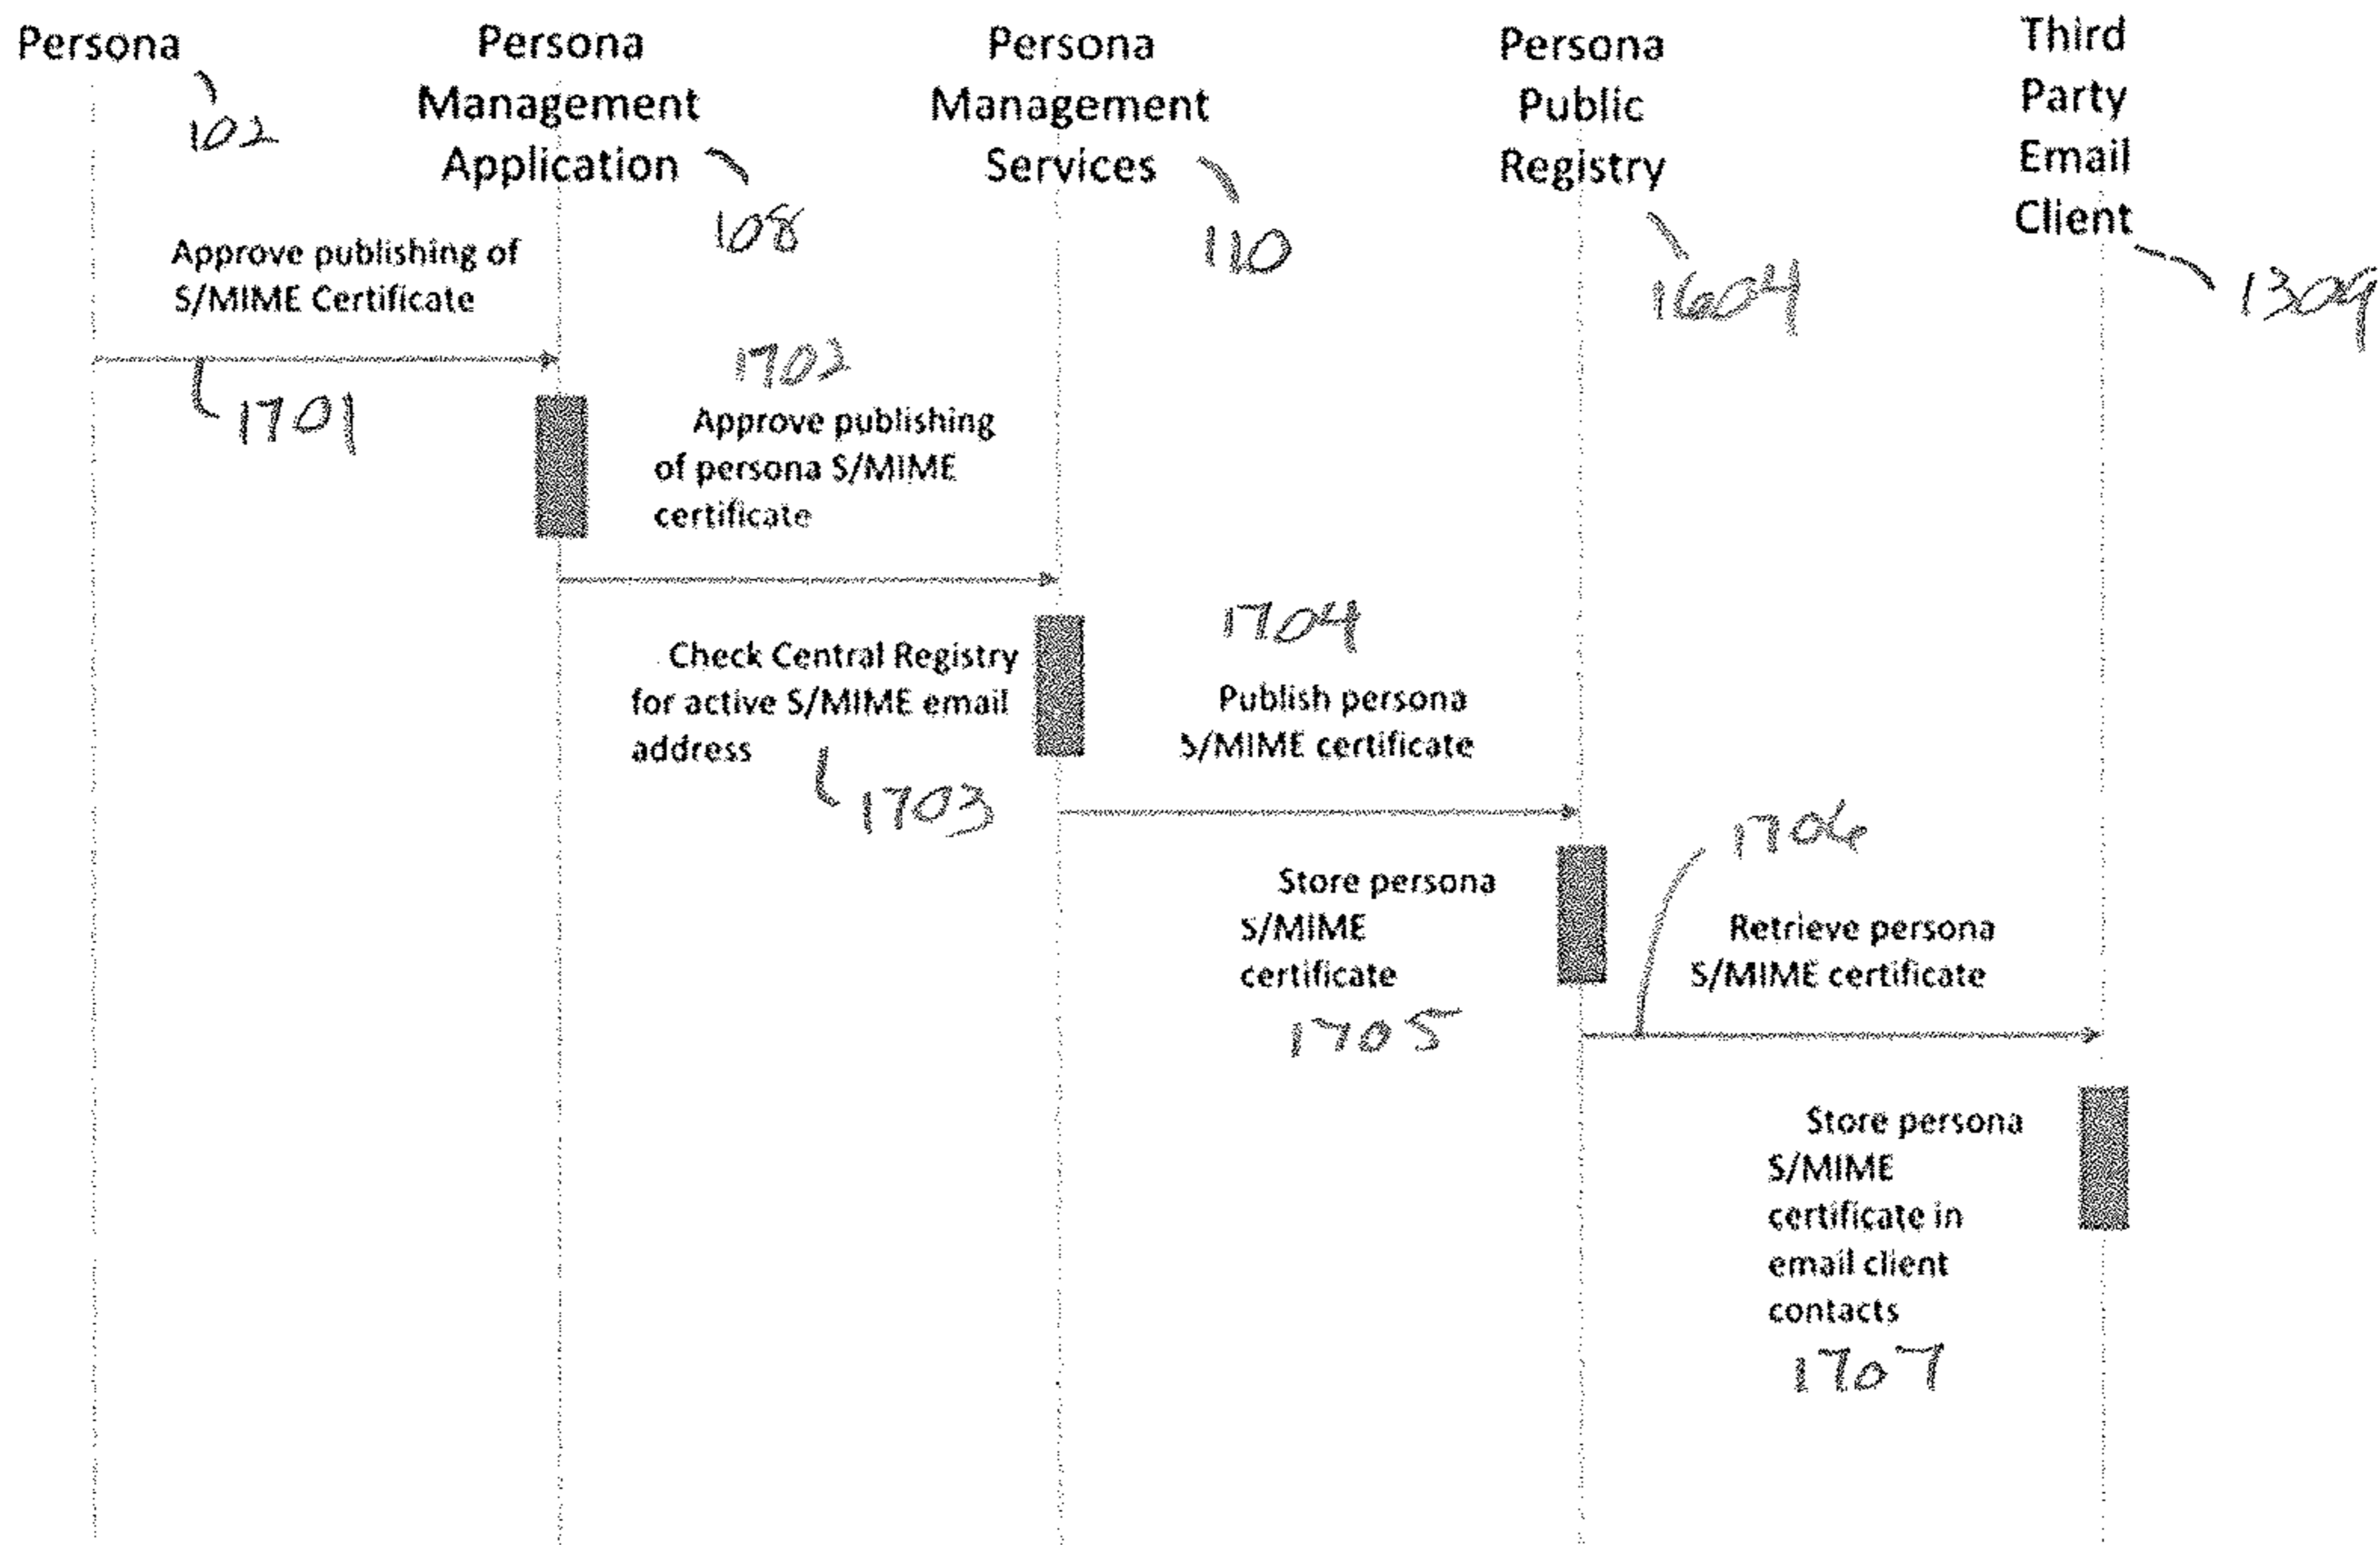 Persona
102
Persona
Management
Application
108
Persona
Management
Services
110
Persona
Public
Registry
1604
Third
Party
Email
Client
1309
Approve publishing of
S/MIME Certificate
1701
1702
Approve publishing
of persona S/MIME
certificate
Check Central Registry
for active S/MIME email
address
1703
1704
Publish persona
S/MIME certificate
Store persona
S/MIME
certificate
1705
1706
Retrieve persona
S/MIME certificate
Store persona
S/MIME
certificate in
email client
contacts
1707